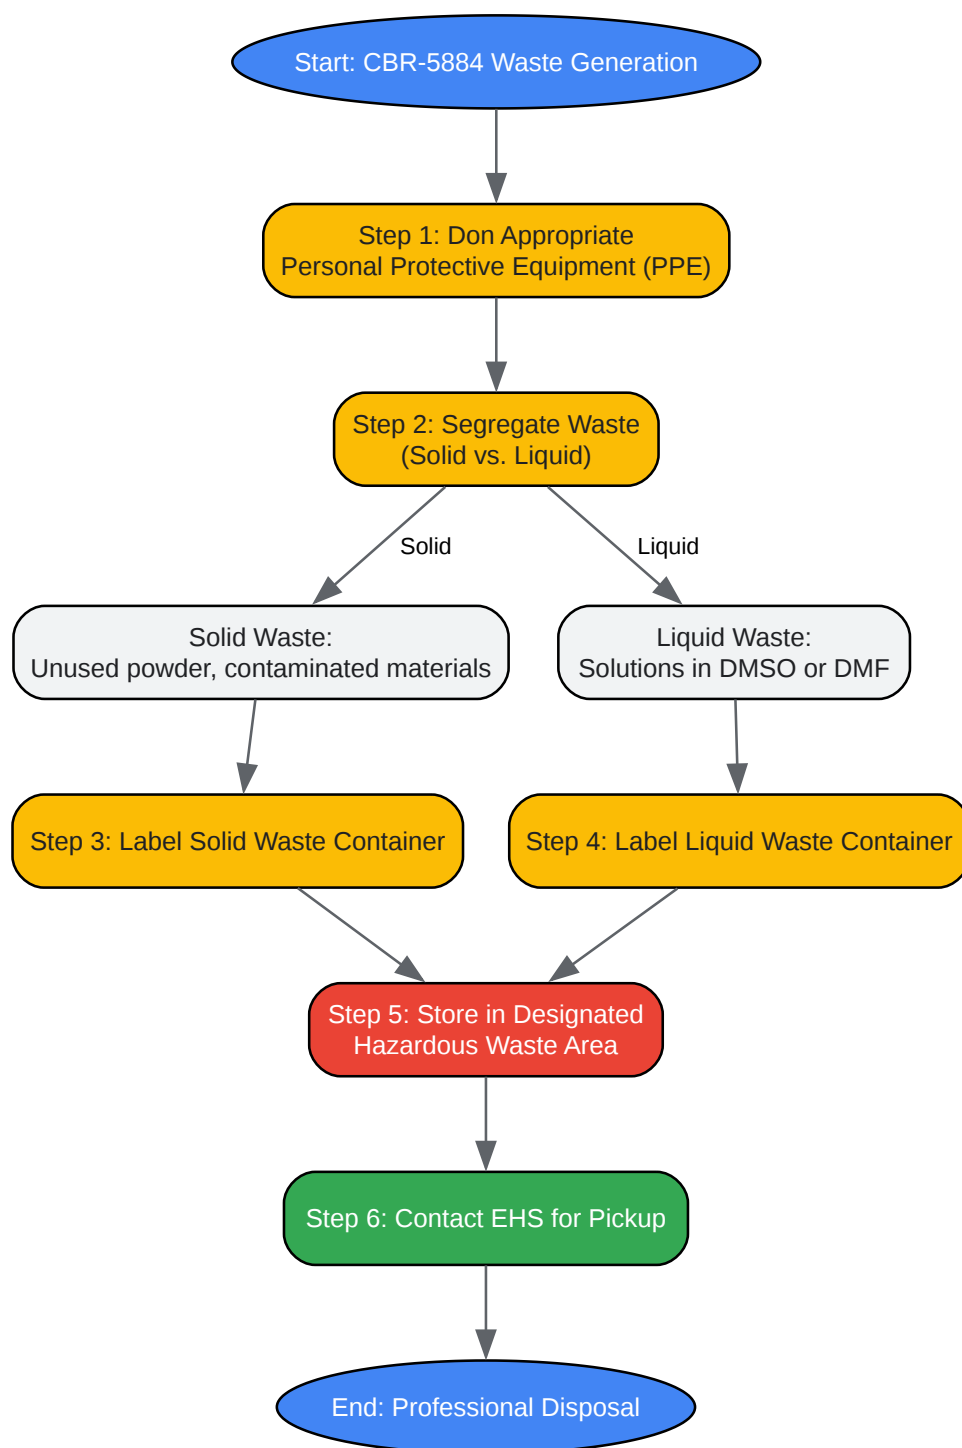 Start: CBR-5884 Waste Generation
Step 1: Don Appropriate
Personal Protective Equipment (PPE)
Step 2: Segregate Waste
(Solid vs. Liquid)
Solid
Liquid
Solid Waste:
Unused powder, contaminated materials
Liquid Waste:
Solutions in DMSO or DMF
Step 3: Label Solid Waste Container
Step 4: Label Liquid Waste Container
Step 5: Store in Designated
Hazardous Waste Area
Step 6: Contact EHS for Pickup
End: Professional Disposal